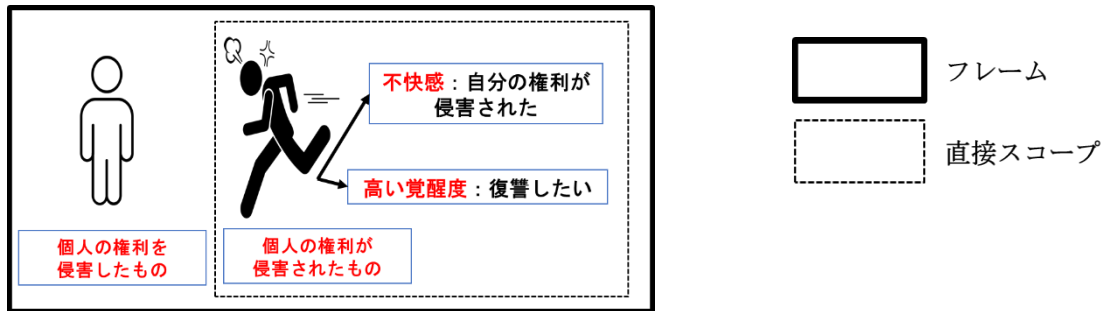 不快感：自分の権利が
侵害された
高い覚醒度：復讐したい
個人の権利を
侵害したもの
個人の権利が
侵害されたもの
フレーム
直接スコープ